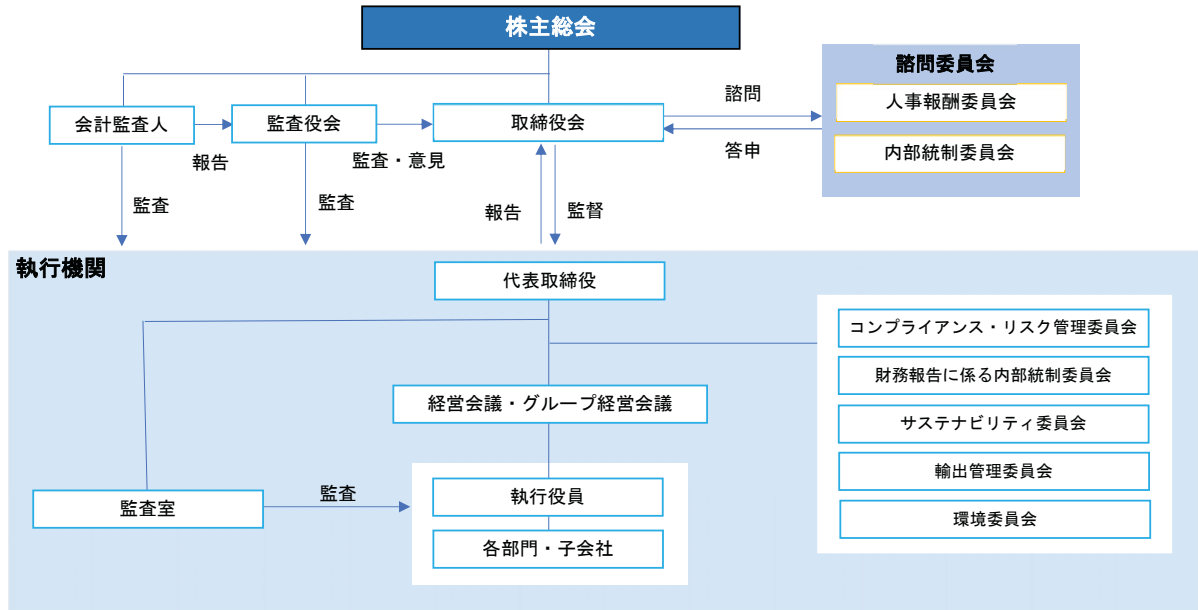 株主総会
諮問委員会
人事報酬委員会
内部統制委員会
会計監査人
監査役会
取締役会
諮問
答申
報告
監査・意見
監査
監査
報告
監督
執行機関
代表取締役
コンプライアンス・リスク管理委員会
財務報告に係る内部統制委員会
サステナビリティ委員会
輸出管理委員会
環境委員会
経営会議・グループ経営会議
監査室
監査
執行役員
各部門・子会社